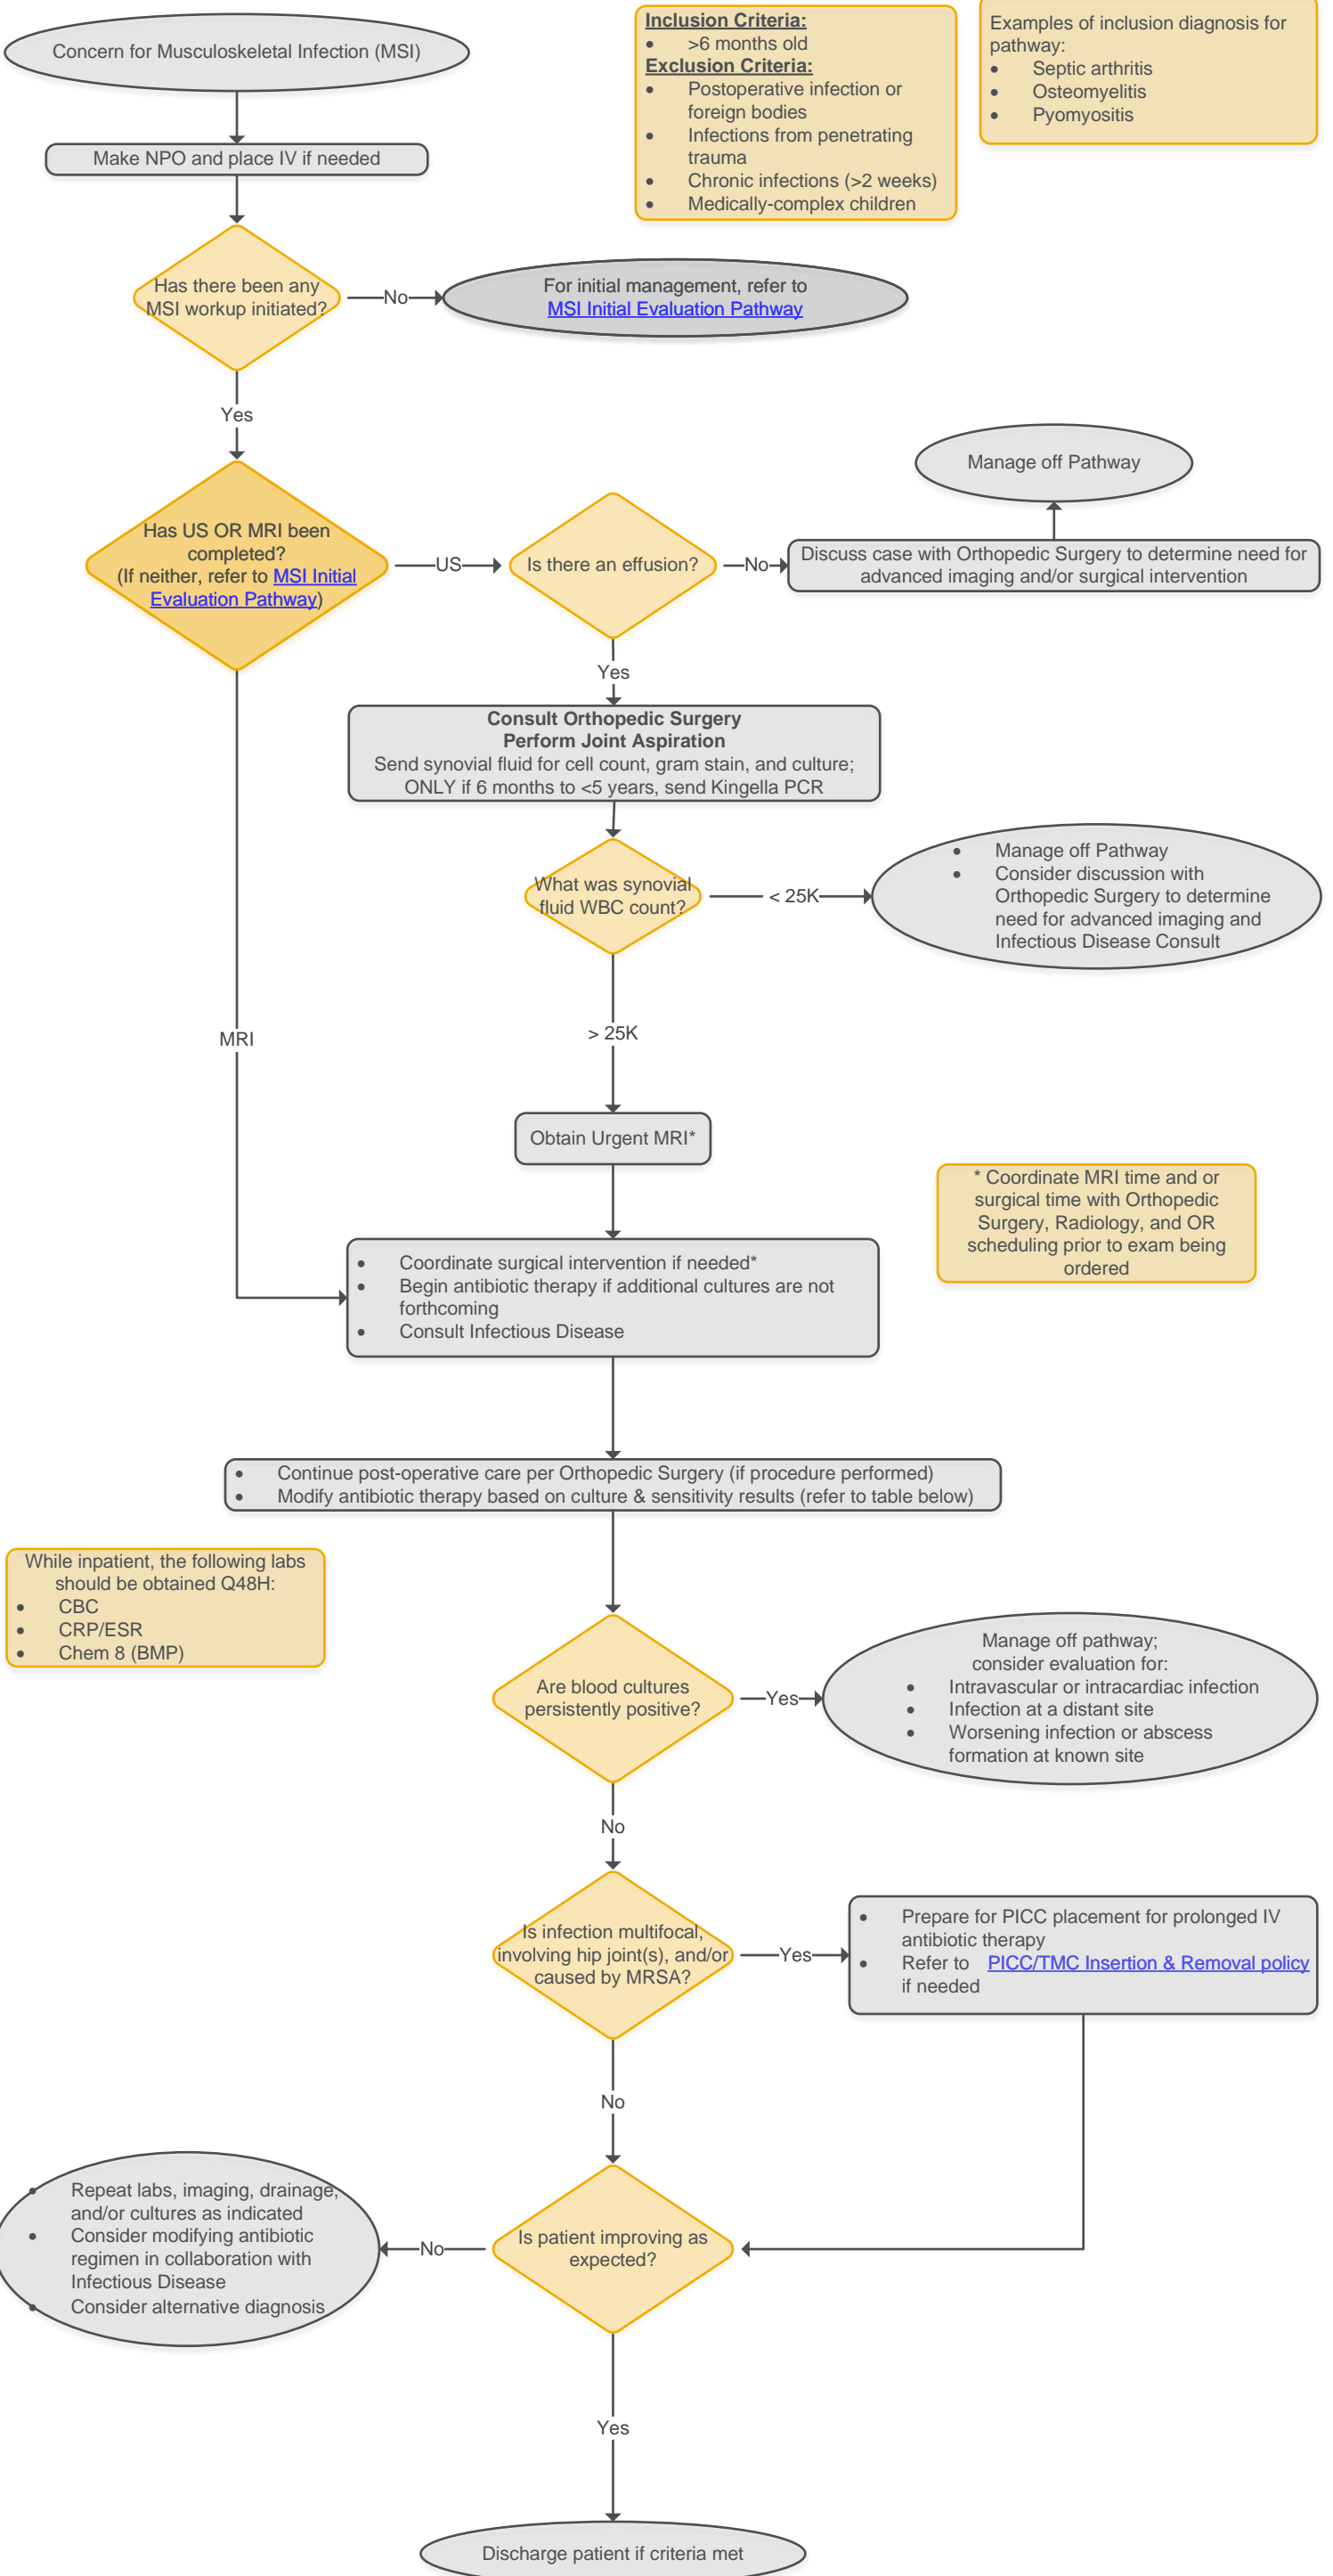 Concern for Musculoskeletal Infection (MSI)
Inclusion Criteria:
• >6 months old
Exclusion Criteria:
• Postoperative infection or
foreign bodies
• Infections from penetrating
trauma
• Chronic infections (>2 weeks)
• Medically-complex children
Examples of inclusion diagnosis for
pathway:
• Septic arthritis
• Osteomyelitis
• Pyomyositis
Make NPO and place IV if needed
Has there been any
MSI workup initiated?
No
For initial management, refer to
MSI Initial Evaluation Pathway
Yes
Manage off Pathway
Has US OR MRI been
completed?
(If neither, refer to MSI Initial
Evaluation Pathway)
US
Is there an effusion?
No
Discuss case with Orthopedic Surgery to determine need for
advanced imaging and/or surgical intervention
Yes
Consult Orthopedic Surgery
Perform Joint Aspiration
Send synovial fluid for cell count, gram stain, and culture;
ONLY if 6 months to <5 years, send Kingella PCR
What was synovial
fluid WBC count?
< 25K
• Manage off Pathway
• Consider discussion with
Orthopedic Surgery to determine
need for advanced imaging and
Infectious Disease Consult
MRI
> 25K
Obtain Urgent MRI*
* Coordinate MRI time and or
surgical time with Orthopedic
Surgery, Radiology, and OR
scheduling prior to exam being
ordered
• Coordinate surgical intervention if needed*
• Begin antibiotic therapy if additional cultures are not
forthcoming
• Consult Infectious Disease
• Continue post-operative care per Orthopedic Surgery (if procedure performed)
• Modify antibiotic therapy based on culture & sensitivity results (refer to table below)
While inpatient, the following labs
should be obtained Q48H:
• CBC
• CRP/ESR
• Chem 8 (BMP)
Are blood cultures
persistently positive?
Yes
Manage off pathway;
consider evaluation for:
• Intravascular or intracardiac infection
• Infection at a distant site
• Worsening infection or abscess
formation at known site
No
Is infection multifocal,
involving hip joint(s), and/or
caused by MRSA?
Yes
• Prepare for PICC placement for prolonged IV
antibiotic therapy
• Refer to PICC/TMC Insertion & Removal policy
if needed
No
• Repeat labs, imaging, drainage,
and/or cultures as indicated
• Consider modifying antibiotic
regimen in collaboration with
Infectious Disease
• Consider alternative diagnosis
No
Is patient improving as
expected?
Yes
Discharge patient if criteria met